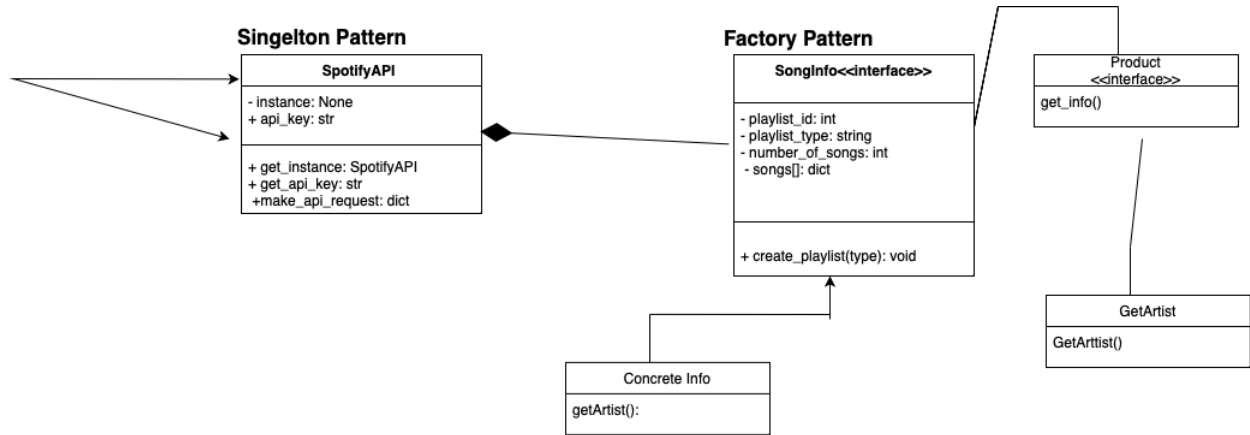 Singelton Pattern
SpotifyAPI
- instance: None
+ api_key: str
+ get_instance: SpotifyAPI
+ get_api_key: str
+make_api_request: dict
Factory Pattern
SongInfo<<interface>>
- playlist_id: int
- playlist_type: string
- number_of_songs: int
- songs[]: dict
+ create_playlist(type): void
Product
<<interface>>
get_info()
GetArtist
GetArttist()
Concrete Info
getArtist():